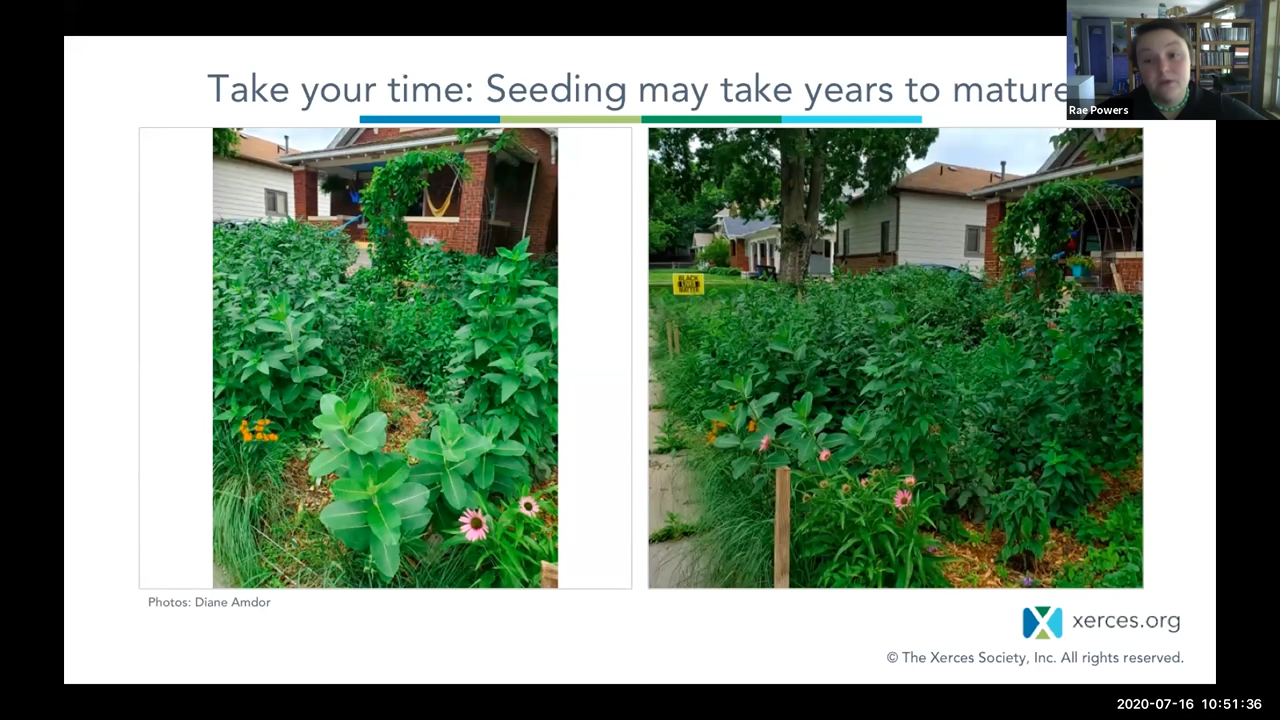 Take your time: Seeding may take years to mature
Rae Powers
BLACK
LIVES
MATTER
Photos: Diane Amdor
xerces.org
© The Xerces Society, Inc. All rights reserved.
2020-07-16 10:51:36